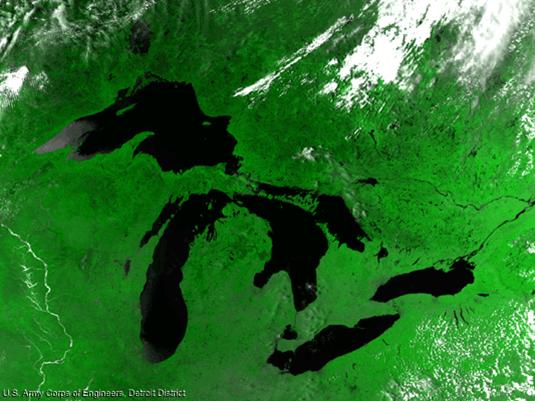 U.S. Army Corps of Engineers, Detroit District